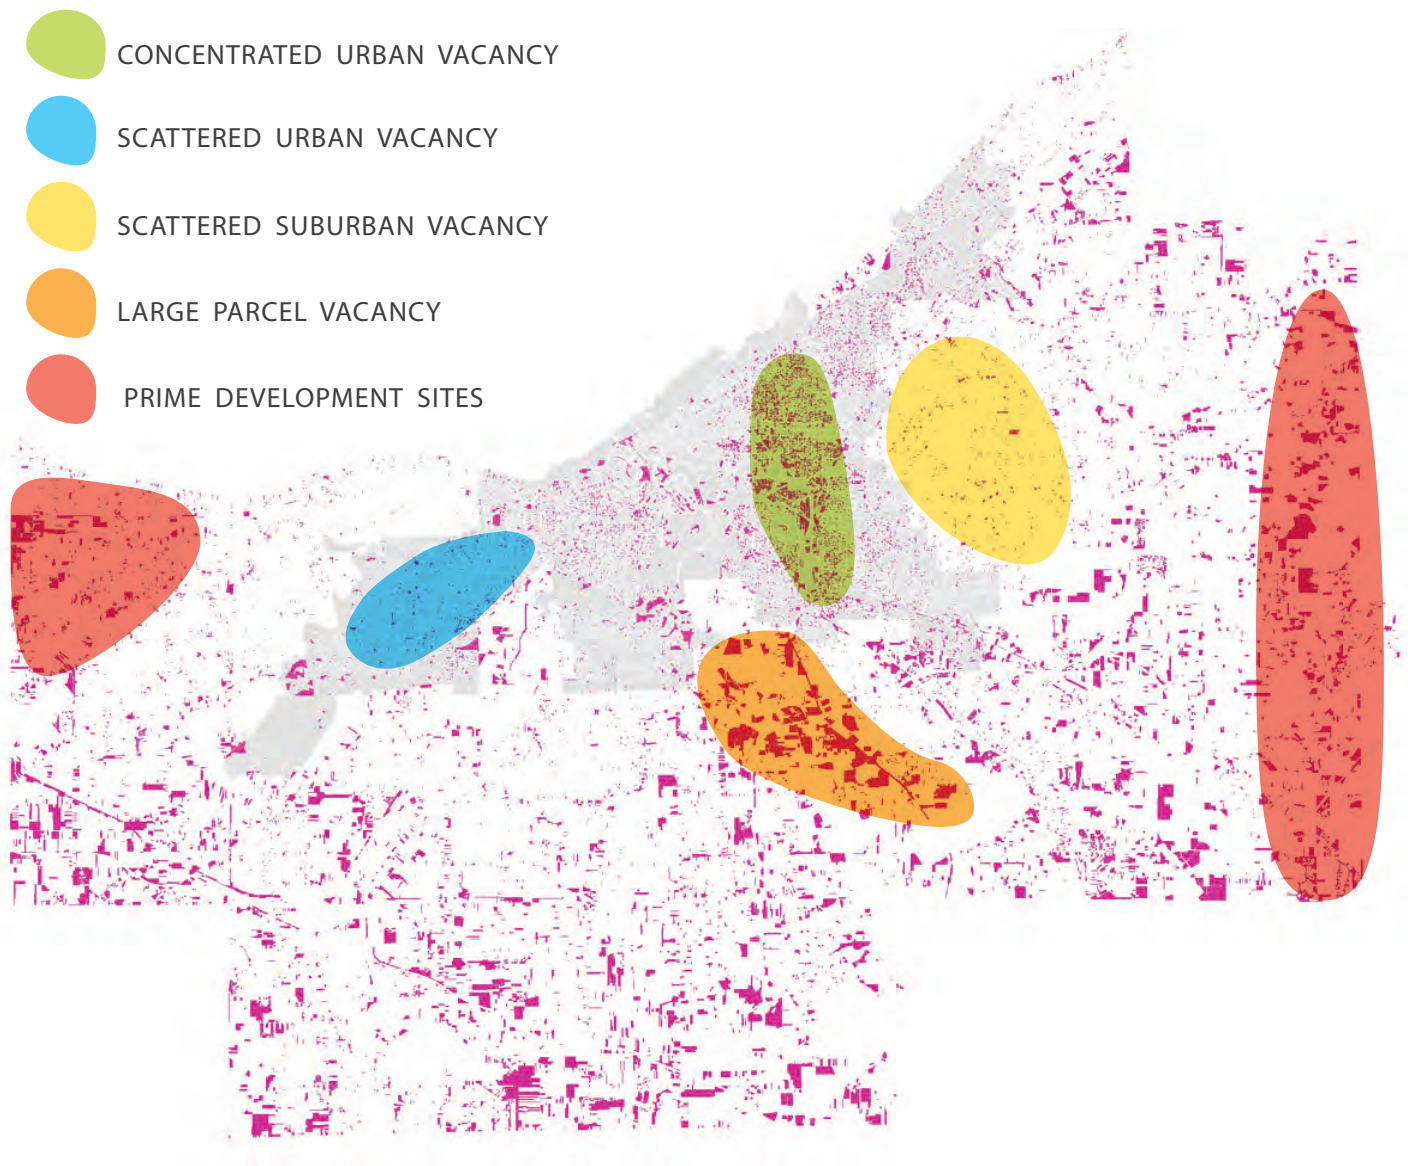 CONCENTRATED URBAN VACANCY
SCATTERED URBAN VACANCY
SCATTERED SUBURBAN VACANCY
LARGE PARCEL VACANCY
PRIME DEVELOPMENT SITES